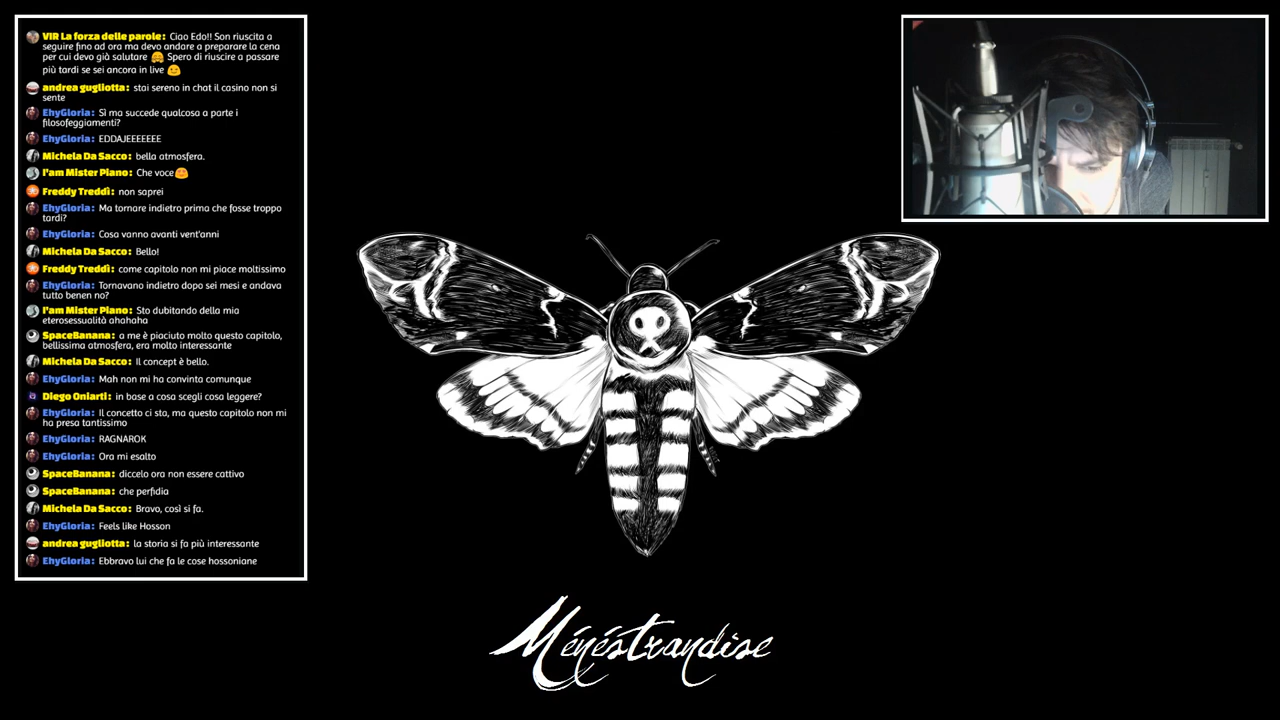 VIR La forza delle parole: Ciao Edo!! Son riuscita a
seguire fino ad ora ma devo andare a preparare la cena
per cui devo già salutare 🤗 Spero di riuscire a passare
più tardi se sei ancora in live 😊
andrea gugliotta: stai sereno in chat il casino non si
sente
EhyGloria: Sì ma succede qualcosa a parte i
filosofeggiamenti?
EhyGloria: EDDAJEEEEEE
Michela Da Sacco: bella atmosfera.
I'am Mister Piano: Che voce😍
Freddy Treddì: non saprei
EhyGloria: Ma tornare indietro prima che fosse troppo
tardi?
EhyGloria: Cosa vanno avanti vent'anni
Michela Da Sacco: Bello!
Freddy Treddì: come capitolo non mi piace moltissimo
EhyGloria: Tornavano indietro dopo sei mesi e andava
tutto benen no?
I'am Mister Piano: Sto dubitando della mia
eterosessualità ahahaha
SpaceBanana: a me è piaciuto molto questo capitolo,
bellissima atmosfera, era molto interessante
Michela Da Sacco: Il concept è bello.
EhyGloria: Mah non mi ha convinta comunque
Diego Oniarti: in base a cosa scegli cosa leggere?
EhyGloria: Il concetto ci sta, ma questo capitolo non mi
ha presa tantissimo
EhyGloria: RAGNAROK
EhyGloria: Ora mi esalto
SpaceBanana: diccelo ora non essere cattivo
SpaceBanana: che perfidia
Michela Da Sacco: Bravo, così si fa.
EhyGloria: Feels like Hosson
andrea gugliotta: la storia si fa più interessante
EhyGloria: Ebbravo lui che fa le cose hossoniane
Ménéstrandise